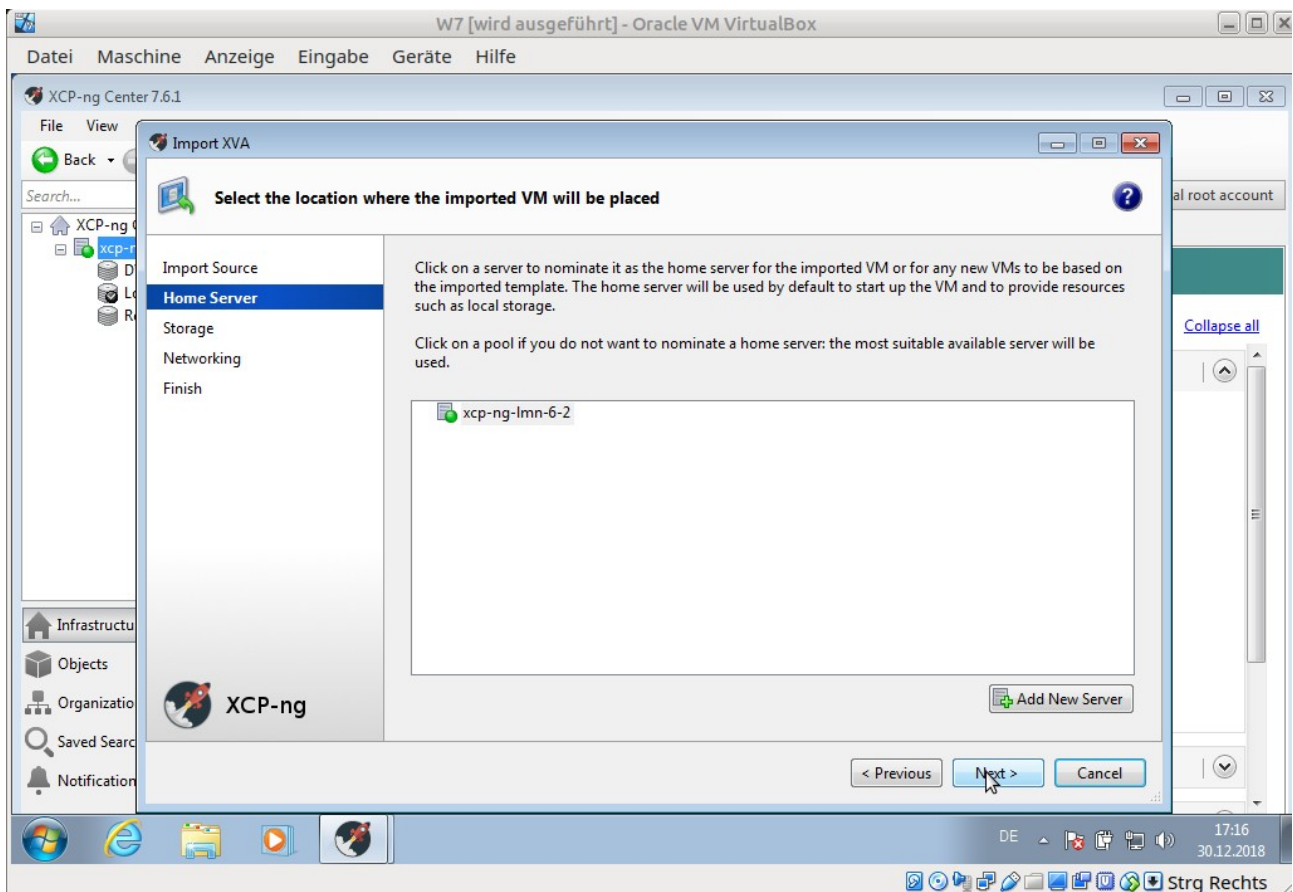 W7 [wird ausgeführt] - Oracle VM VirtualBox
Datei Maschine Anzeige Eingabe Geräte Hilfe
XCP-ng Center 7.6.1
File View
Import XVA
Back
Select the location where the imported VM will be placed
?
Search...
al root account
XCP-ng
xcp-
D
Lo
Import Source
Home Server
Storage
Networking
Finish
Click on a server to nominate it as the home server for the imported VM or for any new VMs to be based on
the imported template. The home server will be used by default to start up the VM and to provide resources
such as local storage.
Click on a pool if you do not want to nominate a home server: the most suitable available server will be
used.
Collapse all
xcp-ng-lmn-6-2
Infrastructu
Objects
Organizatio
Saved Searc
Notification
XCP-ng
Add New Server
< Previous Next > Cancel
DE 17:16
30.12.2018
Strg Rechts